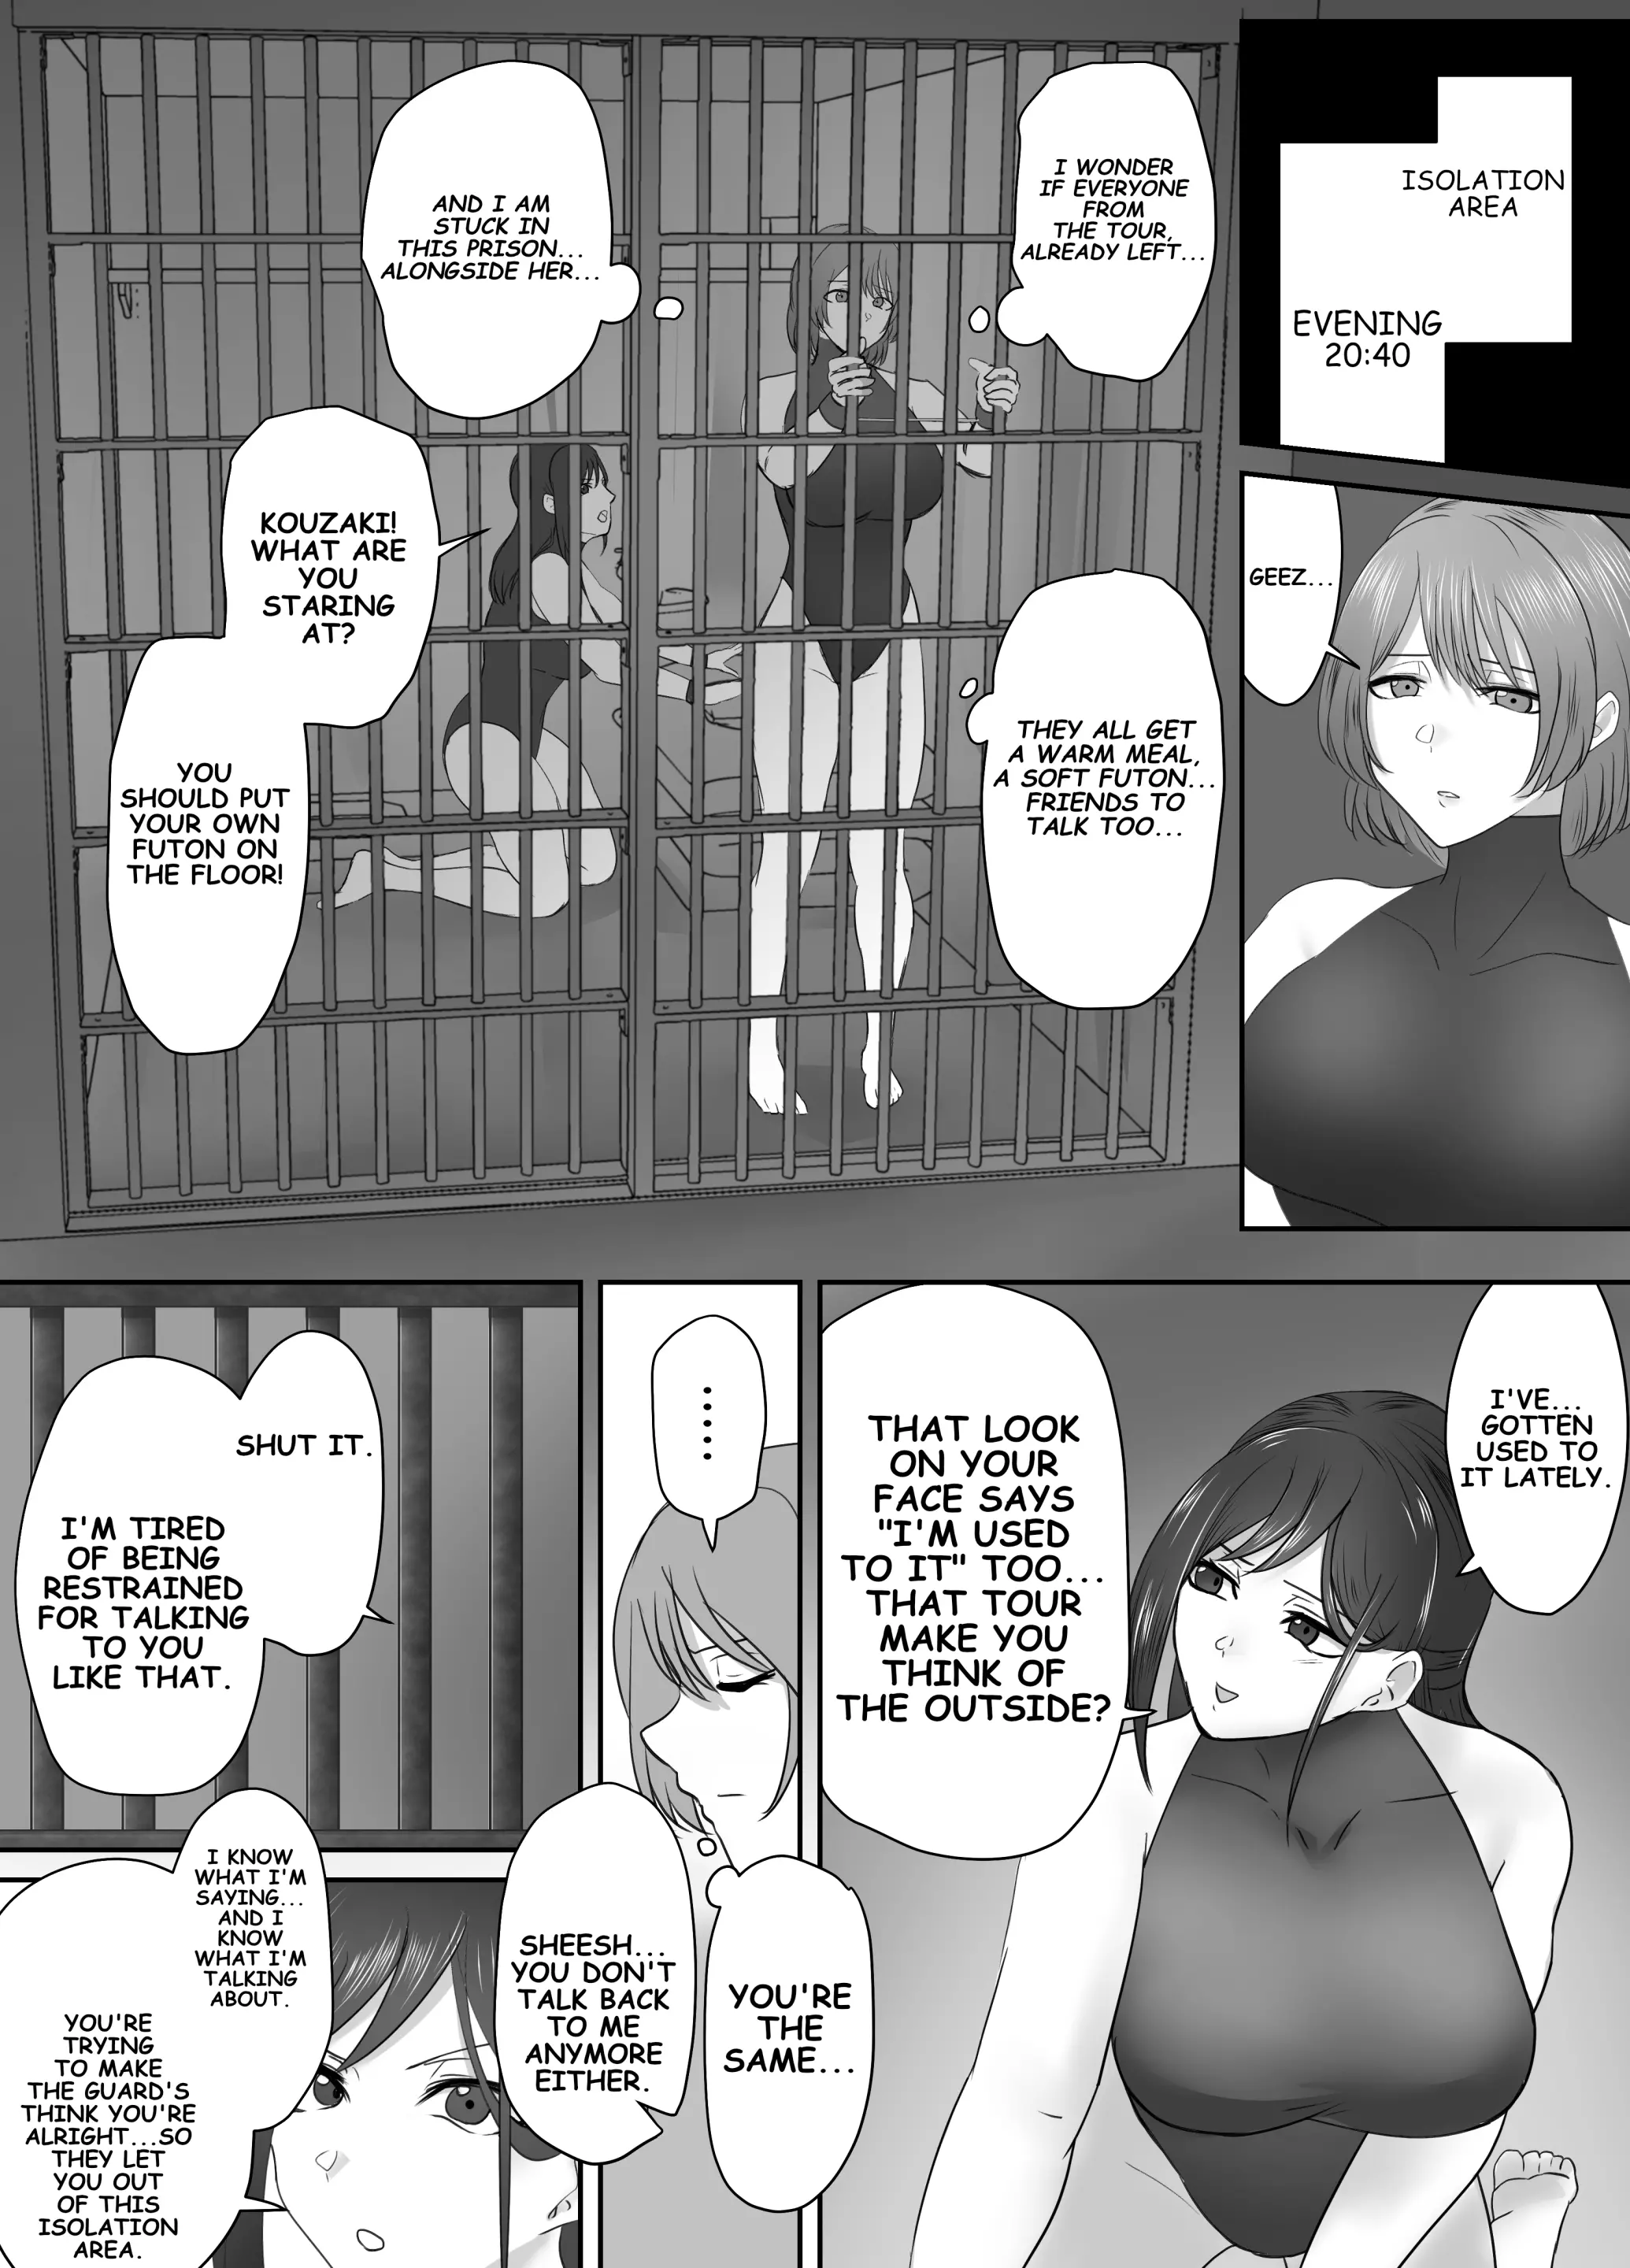 ISOLATION
AREA
EVENING
20:40
I WONDER
IF EVERYONE
FROM
THE TOUR,
ALREADY LEFT...
AND I AM
STUCK IN
THIS PRISON...
ALONGSIDE HER...
THEY ALL GET
A WARM MEAL,
A SOFT FUTON...
FRIENDS TO
TALK TOO...
KOUZAKI!
WHAT ARE
YOU
STARING
AT?
YOU
SHOULD PUT
YOUR OWN
FUTON ON
THE FLOOR!
GEEZ...
I'VE...
GOTTEN
USED TO
IT LATELY.
THAT LOOK
ON YOUR
FACE SAYS
"I'M USED
TO IT" TOO...
THAT TOUR
MAKE YOU
THINK OF
THE OUTSIDE?
......
YOU'RE
THE
SAME...
SHEESH...
YOU DON'T
TALK BACK
TO ME
ANYMORE
EITHER.
SHUT IT.
I'M TIRED
OF BEING
RESTRAINED
FOR TALKING
TO YOU
LIKE THAT.
I KNOW
WHAT I'M
SAYING...
AND I
KNOW
WHAT I'M
TALKING
ABOUT.
YOU'RE
TRYING
TO MAKE
THE GUARD'S
THINK YOU'RE
ALRIGHT...SO
THEY LET
YOU OUT
OF THIS
ISOLATION
AREA.